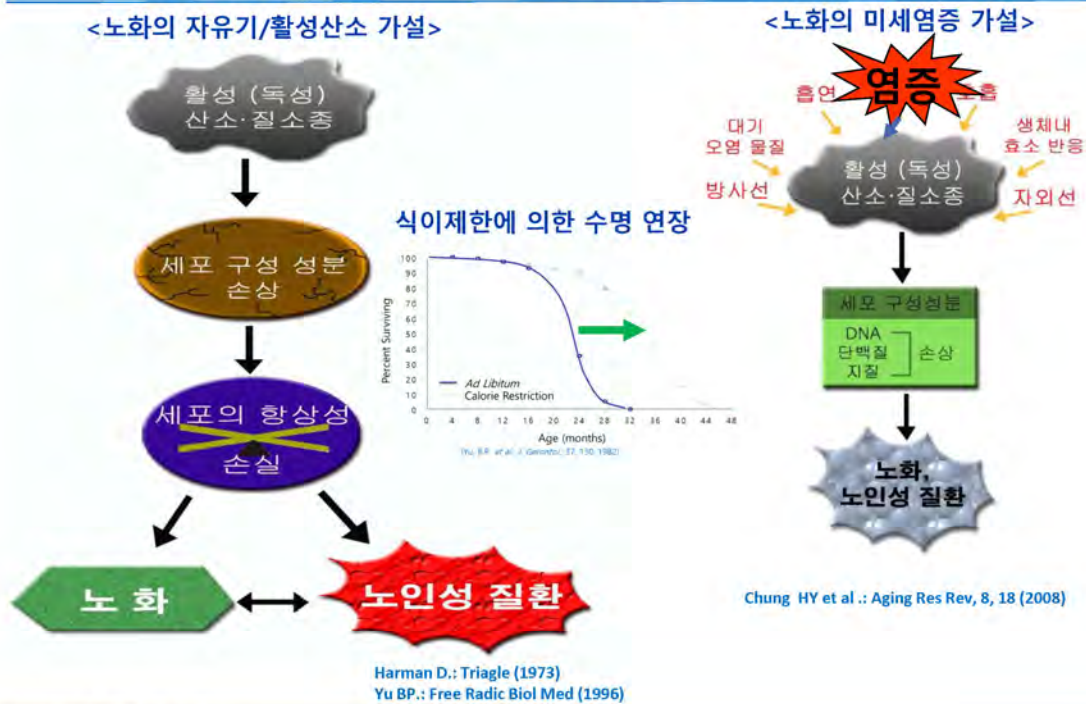 <노화의 자유기/활성산소 가설>
활성 (독성)
산소·질소종
세포 구성 성분
손상
세포의 항상성
손실
노 화
노인성 질환
Harman D.: Triagle (1973)
Yu BP.: Free Radic Biol Med (1996)
식이제한에 의한 수명 연장
Percent Surviving
100
90
80
70
60
50
40
30
20
10
0
Ad Libitum
Calorie Restriction
0 4 8 12 16 20 24 28 32 36 40 44 48
Age (months)
(Yu, B.P. et al. J. Gerontol, 37, 130, 1982)
<노화의 미세염증 가설>
염증
흡연
대기
오염 물질
방사선
생체내
효소 반응
자외선
활성 (독성)
산소·질소종
세포 구성성분
DNA
단백질
지질
손상
노화,
노인성 질환
Chung HY et al .: Aging Res Rev, 8, 18 (2008)